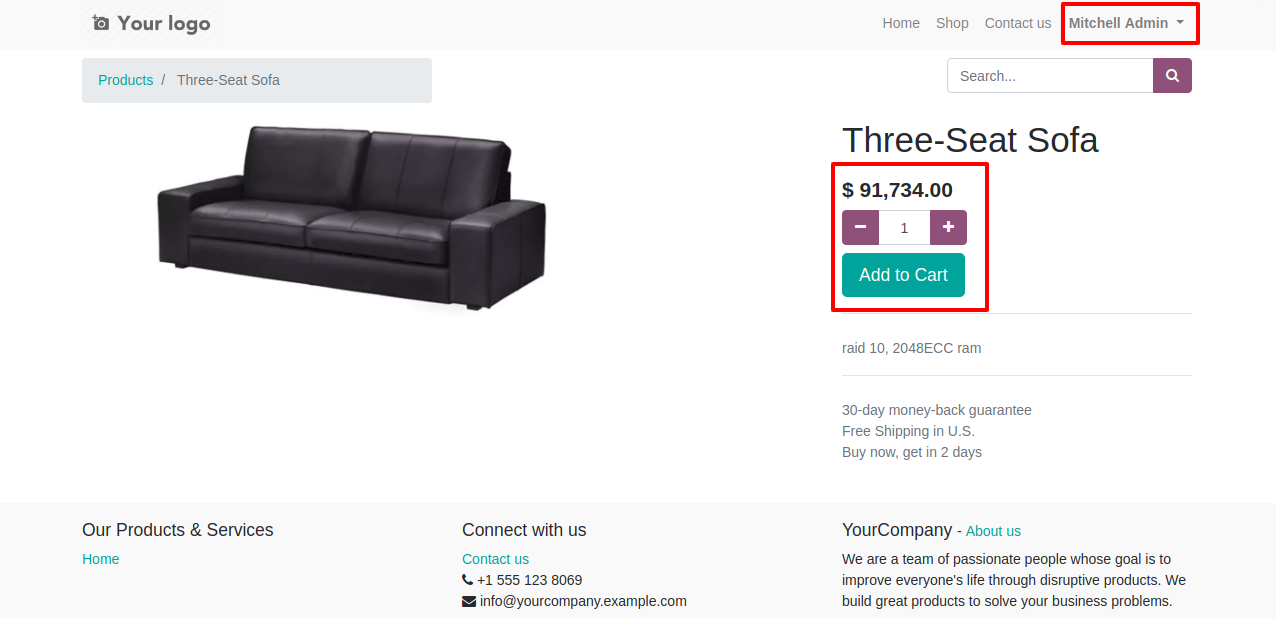 Your logo
Home Shop Contact us Mitchell Admin
Products / Three-Seat Sofa
Search...
Three-Seat Sofa
$ 91,734.00
1
Add to Cart
raid 10, 2048ECC ram
30-day money-back guarantee
Free Shipping in U.S.
Buy now, get in 2 days
Our Products & Services
Home
Connect with us
Contact us
+1 555 123 8069
info@yourcompany.example.com
YourCompany - About us
We are a team of passionate people whose goal is to
improve everyone's life through disruptive products. We
build great products to solve your business problems.